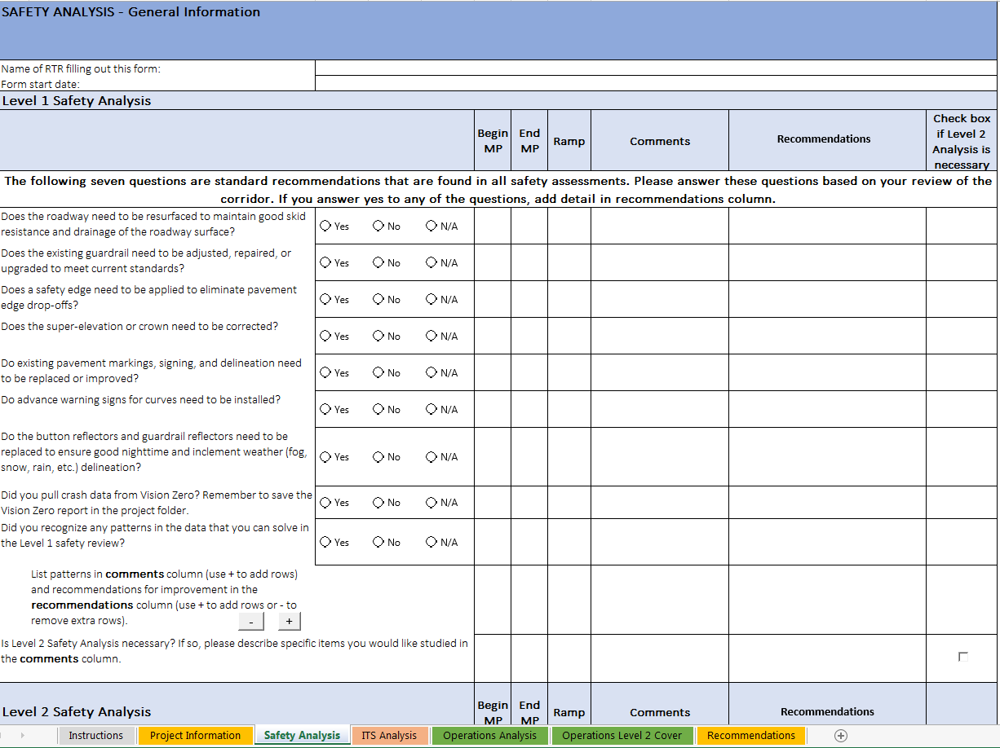 SAFETY ANALYSIS - General Information
Name of RTR filling out this form:
Form start date:
Level 1 Safety Analysis
Begin MP
End MP
Ramp
Comments
Recommendations
Check box
if Level 2
Analysis is
necessary
The following seven questions are standard recommendations that are found in all safety assessments. Please answer these questions based on your review of the
corridor. If you answer yes to any of the questions, add detail in recommendations column.
Does the roadway need to be resurfaced to maintain good skid
resistance and drainage of the roadway surface?
Yes No N/A
Does the existing guardrail need to be adjusted, repaired, or
upgraded to meet current standards?
Yes No N/A
Does a safety edge need to be applied to eliminate pavement
edge drop-offs?
Yes No N/A
Does the super-elevation or crown need to be corrected?
Yes No N/A
Do existing pavement markings, signing, and delineation need
to be replaced or improved?
Yes No N/A
Do advance warning signs for curves need to be installed?
Yes No N/A
Do the button reflectors and guardrail reflectors need to be
replaced to ensure good nighttime and inclement weather (fog,
snow, rain, etc.) delineation?
Yes No N/A
Did you pull crash data from Vision Zero? Remember to save the
Vision Zero report in the project folder.
Yes No N/A
Did you recognize any patterns in the data that you can solve in
the Level 1 safety review?
Yes No N/A
List patterns in comments column (use + to add rows)
and recommendations for improvement in the
recommendations column (use + to add rows or - to
remove extra rows).
- +
Is Level 2 Safety Analysis necessary? If so, please describe specific items you would like studied in
the comments column.
Level 2 Safety Analysis
Begin MP
End MP
Ramp
Comments
Recommendations
Instructions Project Information Safety Analysis ITS Analysis Operations Analysis Operations Level 2 Cover Recommendations